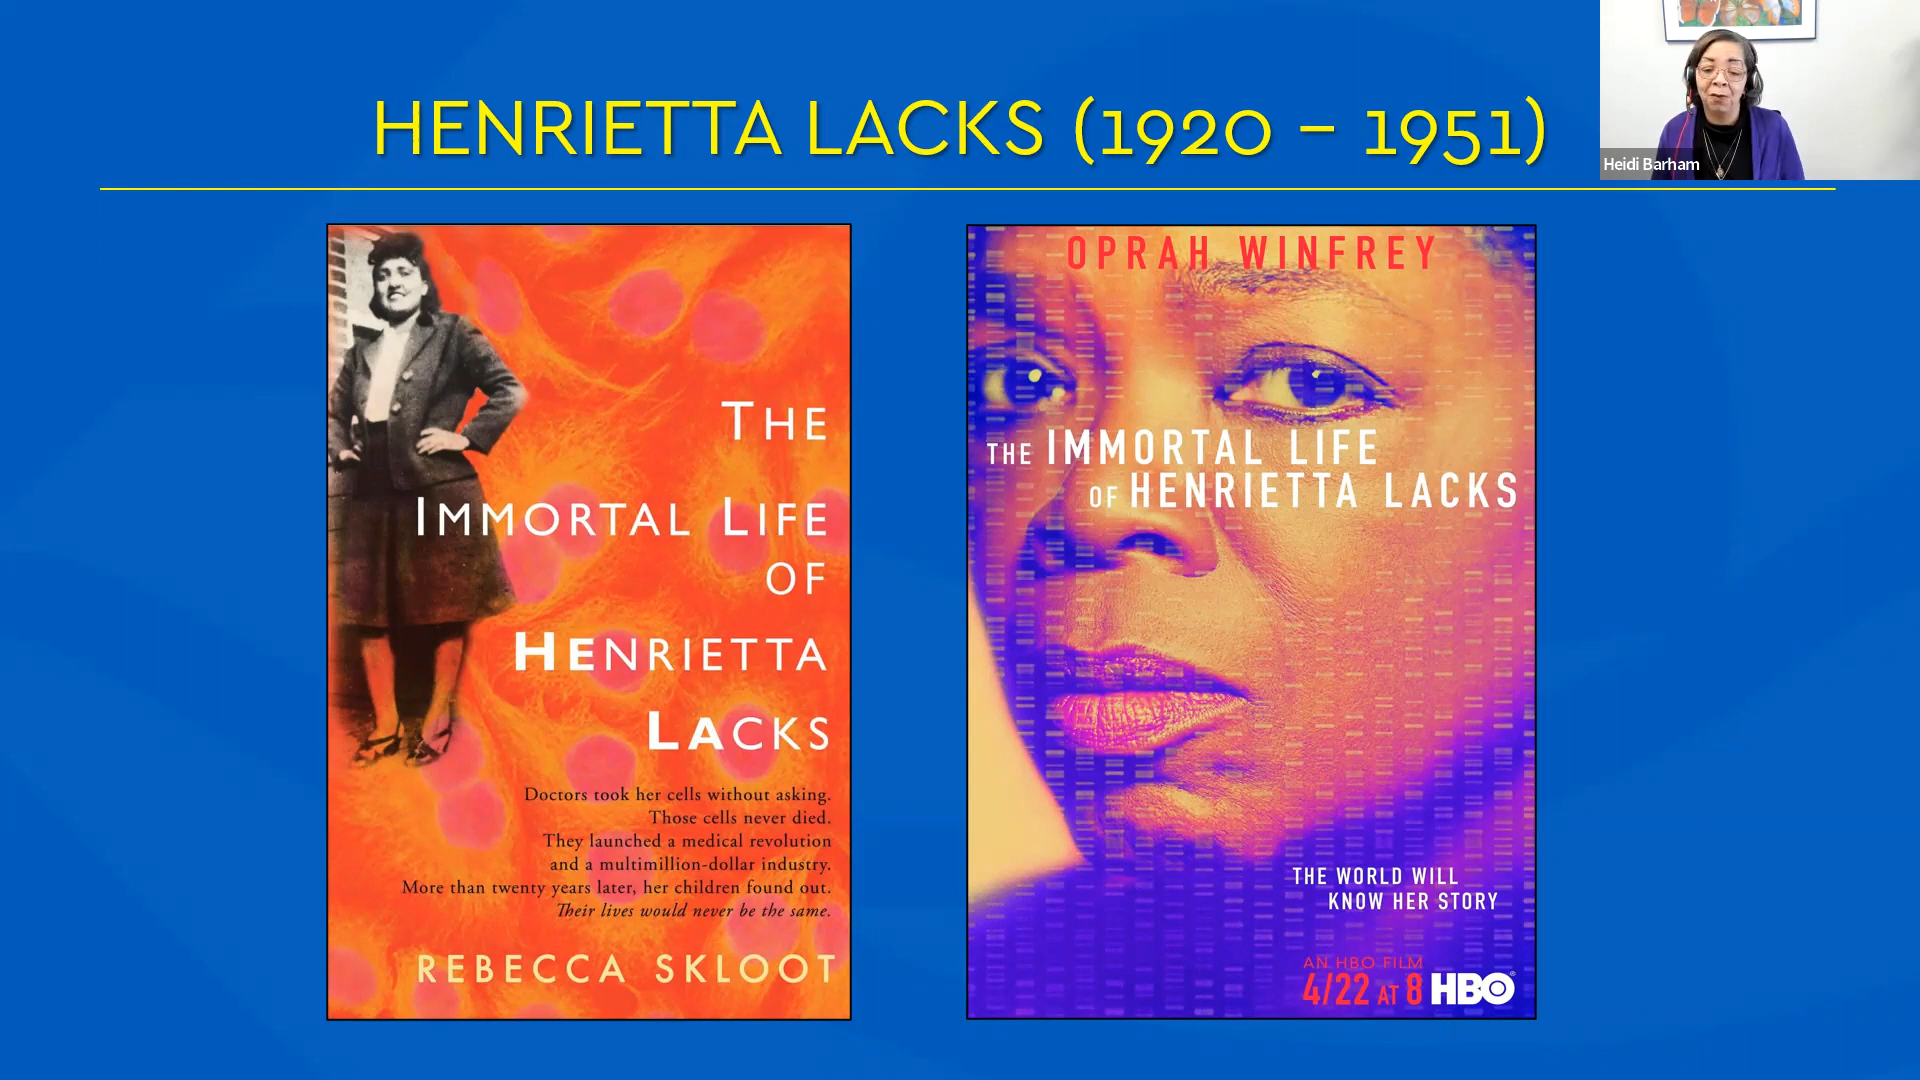 HENRIETTA LACKS (1920 – 1951)
Heidi Barham
THE
IMMORTAL LIFE
OF
HENRIETTA
LACKS
Doctors took her cells without asking.
Those cells never died.
They launched a medical revolution
and a multimillion-dollar industry.
More than twenty years later, her children found out.
Their lives would never be the same.
REBECCA SKLOOT
OPRAH WINFREY
THE IMMORTAL LIFE
OF HENRIETTA LACKS
THE WORLD WILL
KNOW HER STORY
AN HBO FILM
4/22 AT 8 HBO®